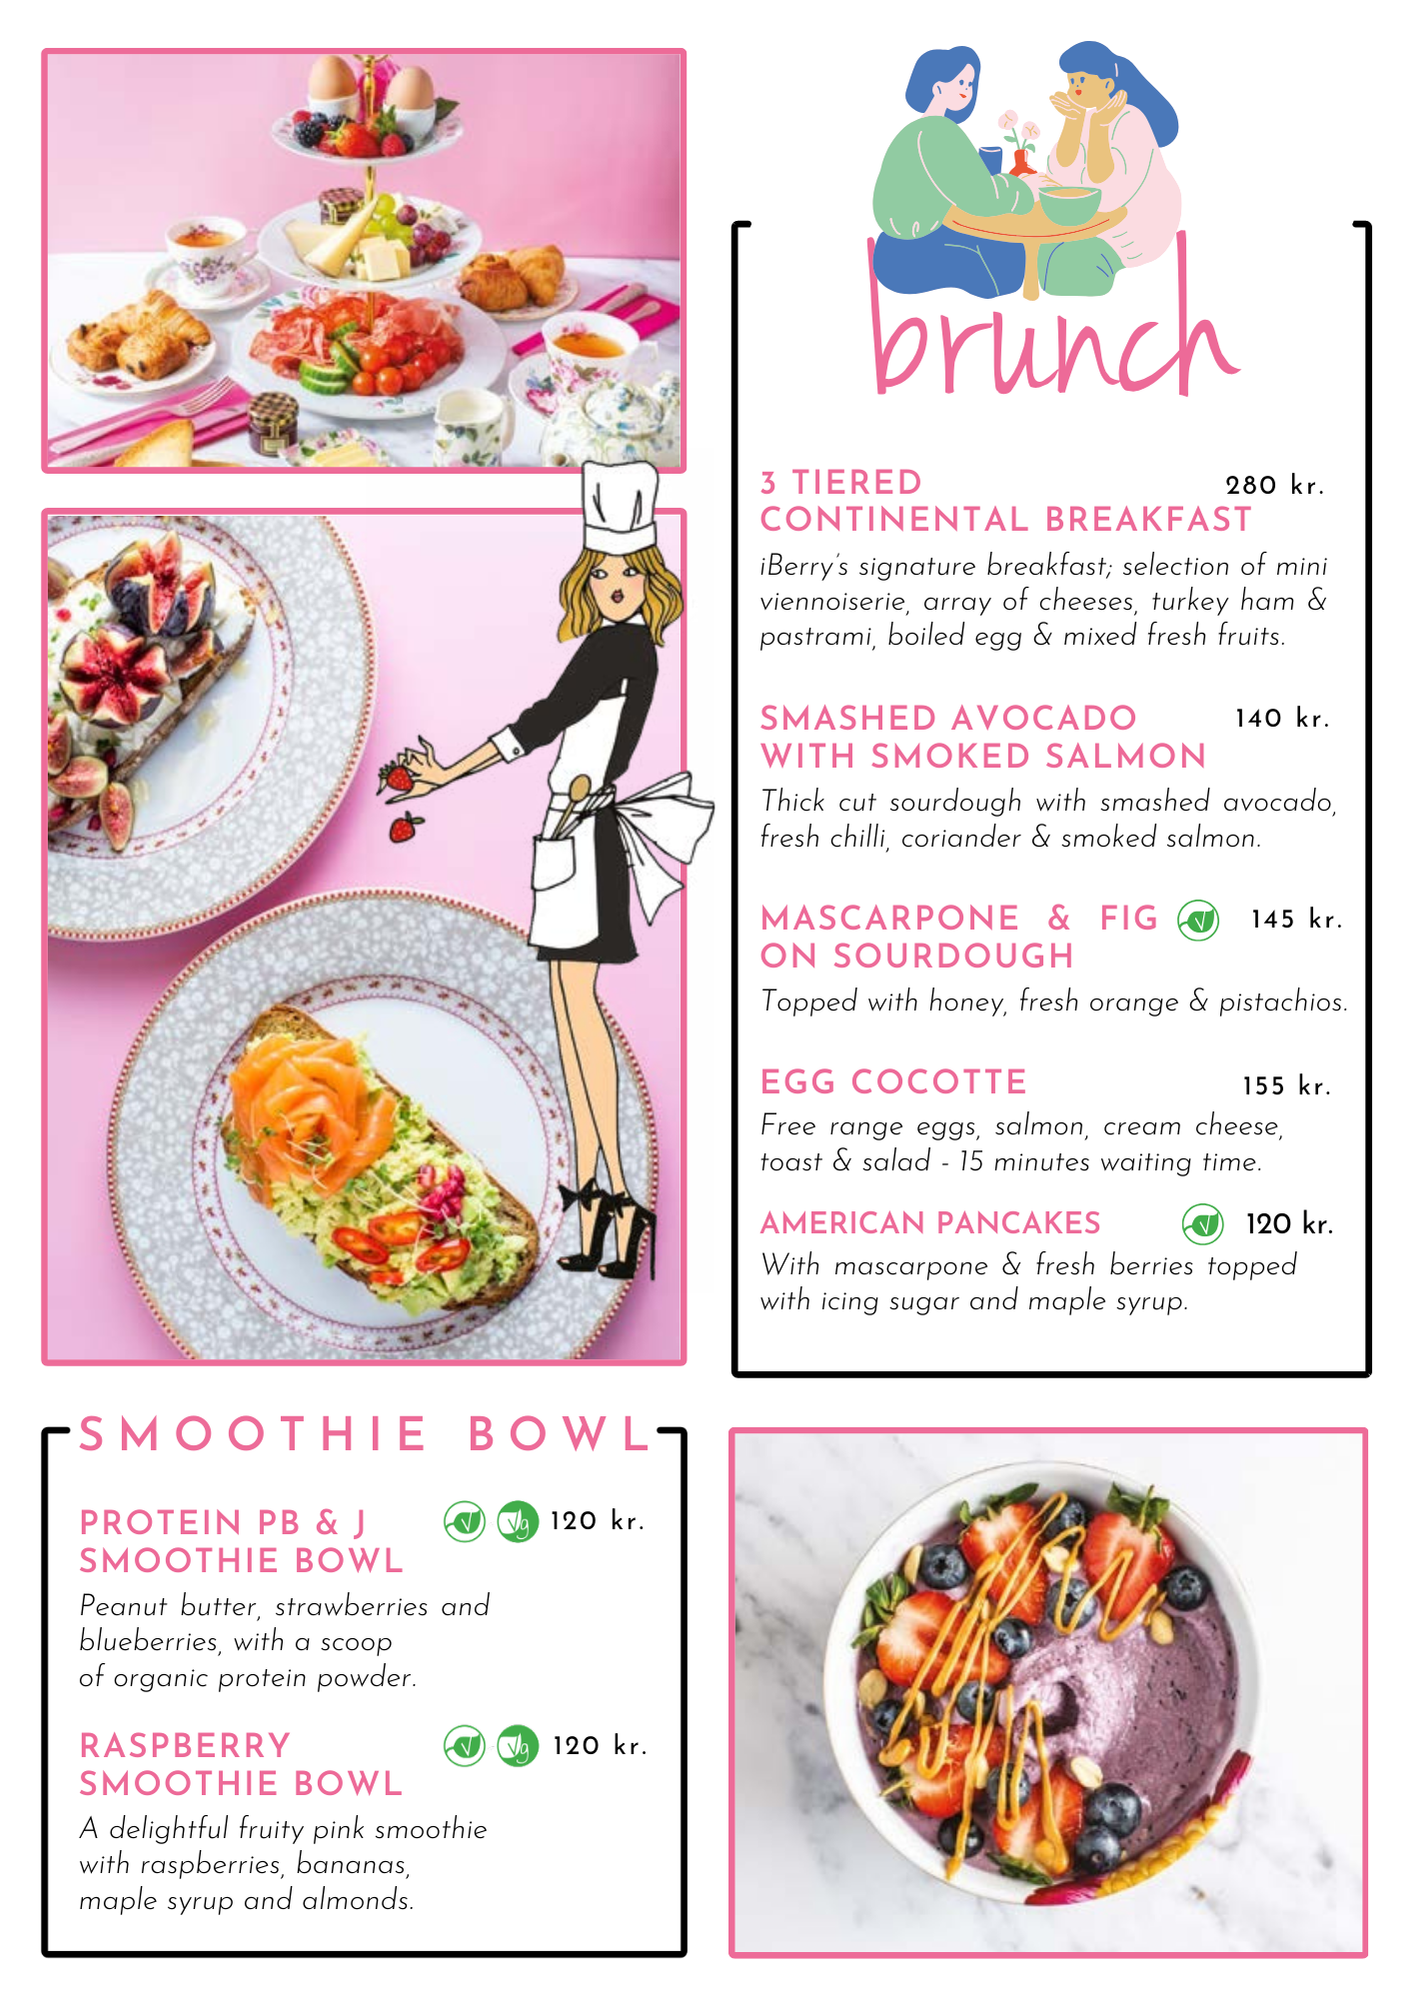 brunch
3 TIERED 280 kr.
CONTINENTAL BREAKFAST
iBerry's signature breakfast; selection of mini
viennoiserie, array of cheeses, turkey ham &
pastrami, boiled egg & mixed fresh fruits.
SMASHED AVOCADO 140 kr.
WITH SMOKED SALMON
Thick cut sourdough with smashed avocado,
fresh chilli, coriander & smoked salmon.
MASCARPONE & FIG V 145 kr.
ON SOURDOUGH
Topped with honey, fresh orange & pistachios.
EGG COCOTTE 155 kr.
Free range eggs, salmon, cream cheese,
toast & salad - 15 minutes waiting time.
AMERICAN PANCAKES V 120 kr.
With mascarpone & fresh berries topped
with icing sugar and maple syrup.
SMOOTHIE BOWL
PROTEIN PB & J V Vg 120 kr.
SMOOTHIE BOWL
Peanut butter, strawberries and
blueberries, with a scoop
of organic protein powder.
RASPBERRY V Vg 120 kr.
SMOOTHIE BOWL
A delightful fruity pink smoothie
with raspberries, bananas,
maple syrup and almonds.